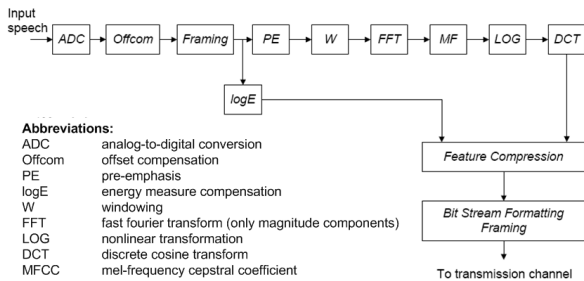 Input
speech
ADC
Offcom
Framing
PE
W
FFT
MF
LOG
DCT
logE
Feature Compression
Bit Stream Formatting
Framing
To transmission channel
Abbreviations:
ADC analog-to-digital conversion
Offcom offset compensation
PE pre-emphasis
logE energy measure compensation
W windowing
FFT fast fourier transform (only magnitude components)
LOG nonlinear transformation
DCT discrete cosine transform
MFCC mel-frequency cepstral coefficient